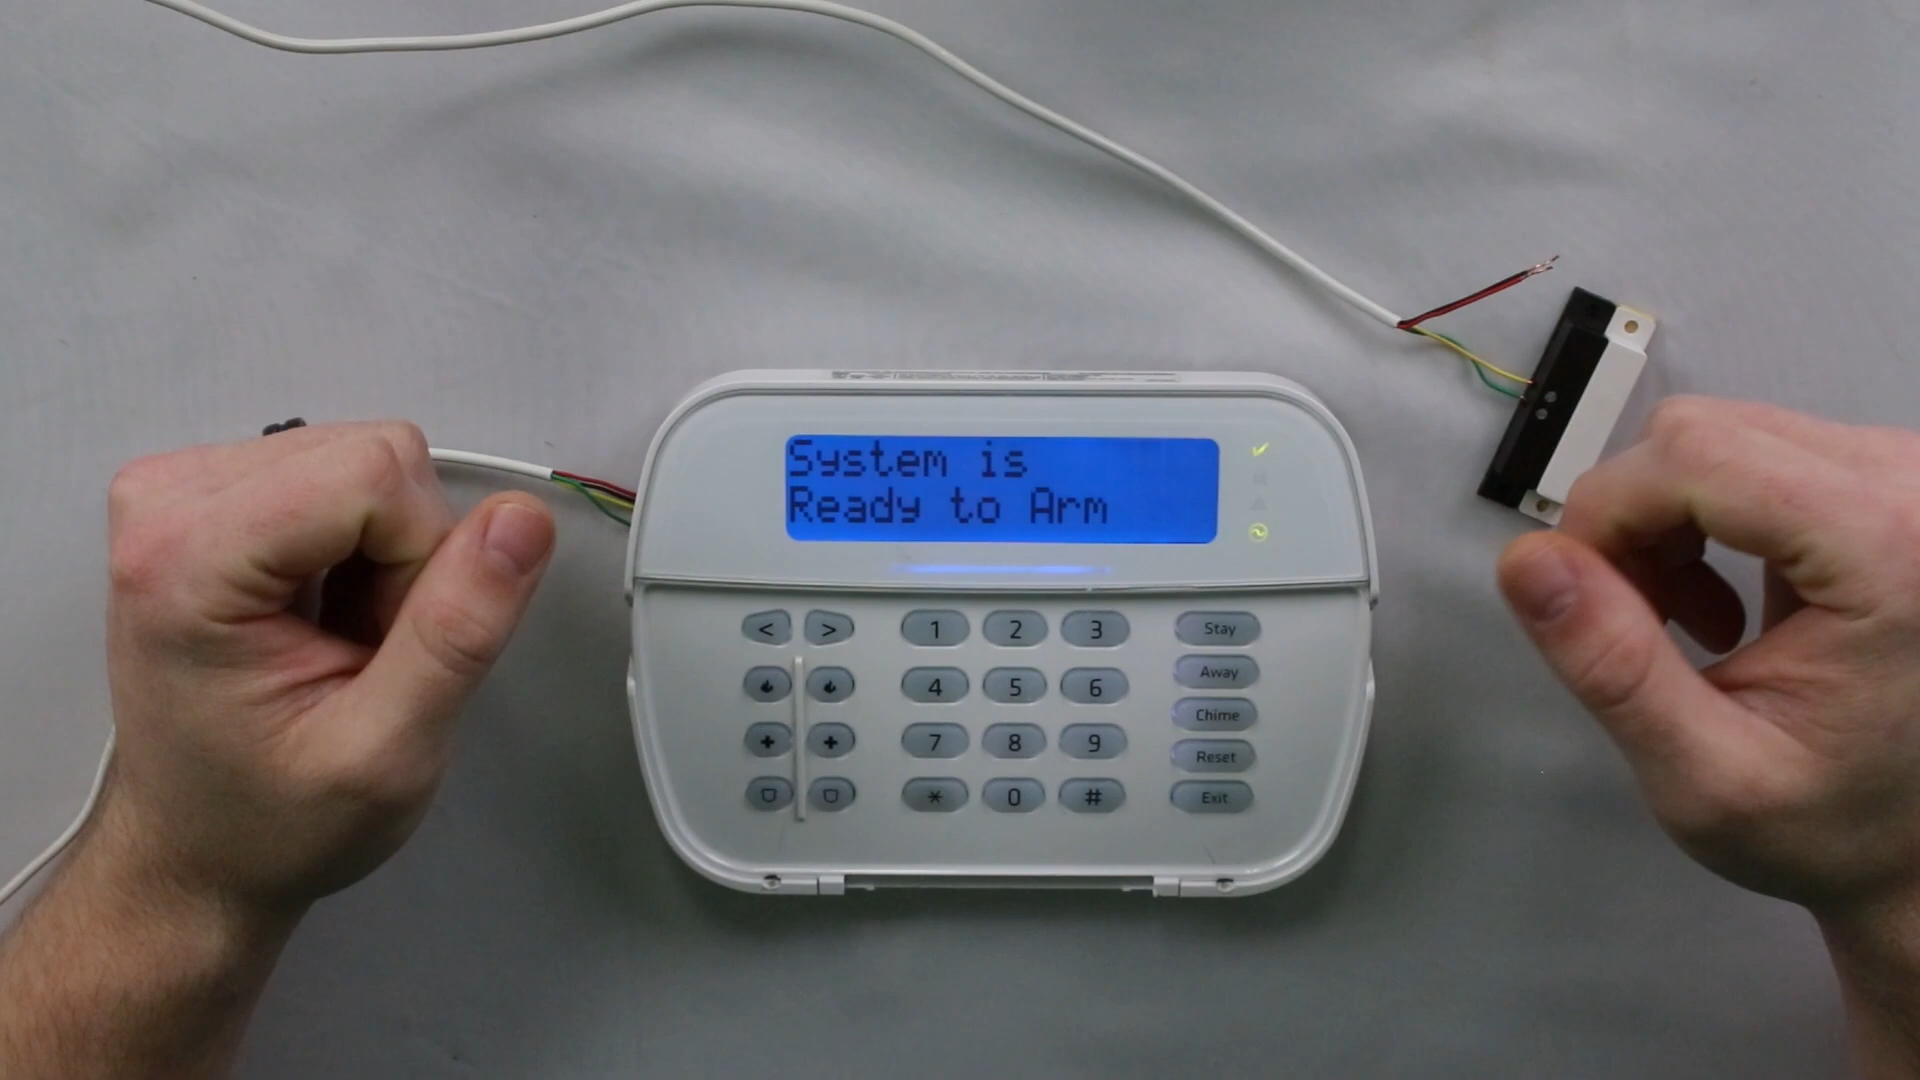 System is
Ready to Arm
< > 1 2 3 Stay
4 5 6 Away
Chime
7 8 9
Reset
* 0 # Exit